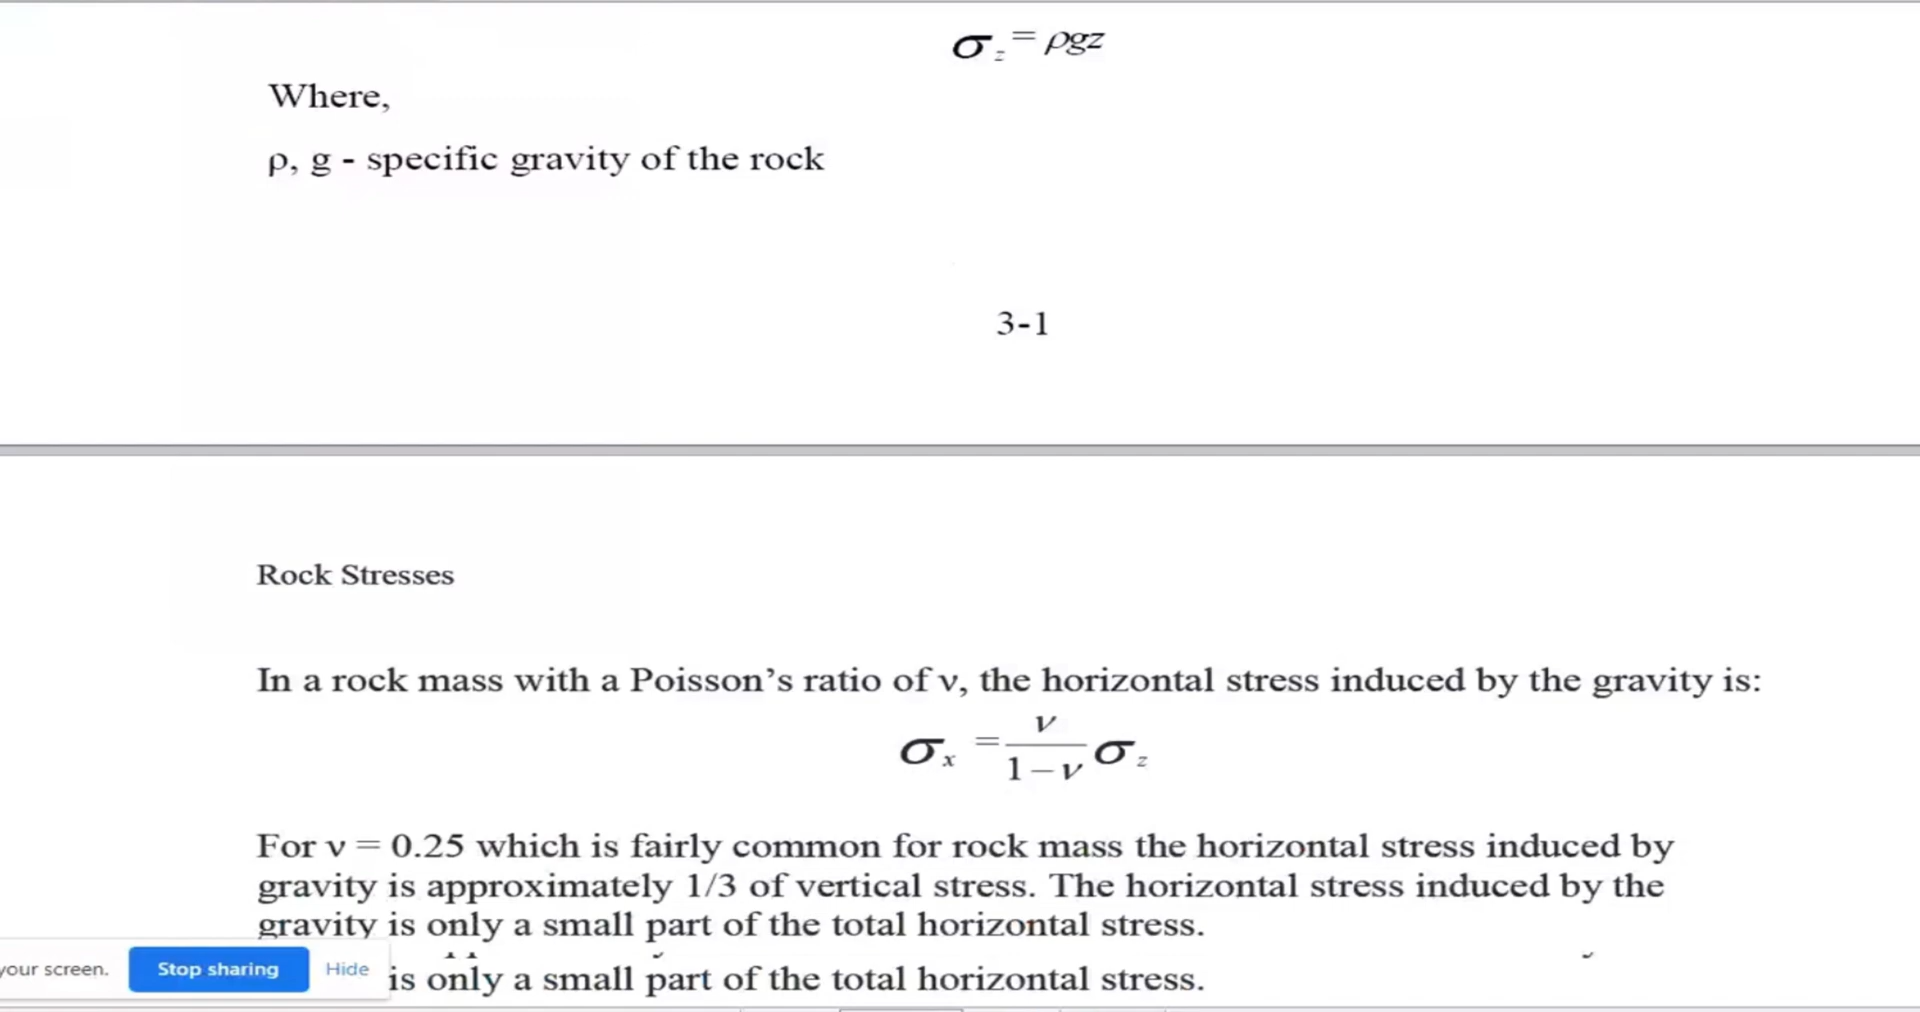 σz = ρgz
Where,
ρ, g - specific gravity of the rock
3-1
Rock Stresses
In a rock mass with a Poisson’s ratio of ν, the horizontal stress induced by the gravity is:
σx = ν/(1−ν) σz
For ν = 0.25 which is fairly common for rock mass the horizontal stress induced by
gravity is approximately 1/3 of vertical stress. The horizontal stress induced by the
gravity is only a small part of the total horizontal stress.
your screen. Stop sharing Hide
is only a small part of the total horizontal stress.